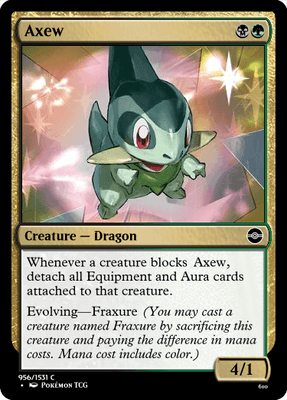 Axew
Creature — Dragon
Whenever a creature blocks Axew,
detach all Equipment and Aura cards
attached to that creature.
Evolving—Fraxure (You may cast a
creature named Fraxure by sacrificing this
creature and paying the difference in mana
costs. Mana cost includes color.)
4/1
956/1531 C
• Pokémon TCG